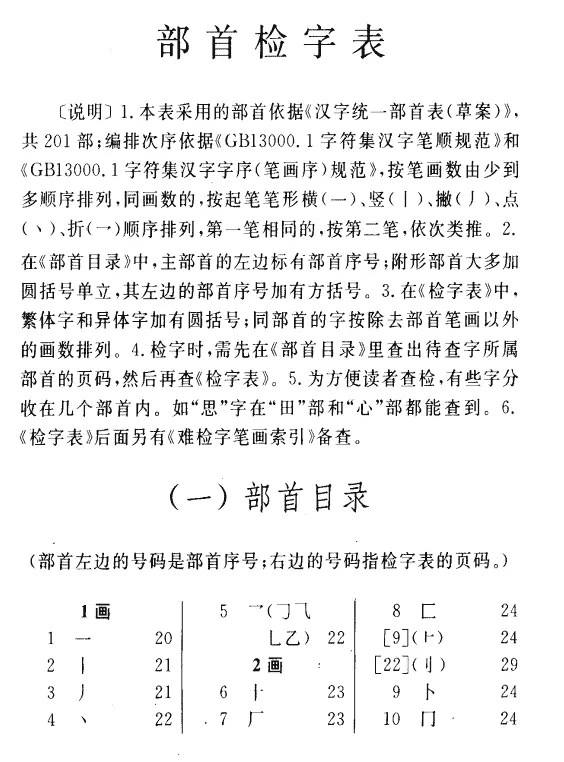 部首检字表
〔说明〕1.本表采用的部首依据《汉字统一部首表(草案)》,
共201部;编排次序依据《GB13000.1字符集汉字笔顺规范》和
《GB13000.1字符集汉字字序(笔画序)规范》,按笔画数由少到
多顺序排列,同画数的,按起笔笔形横(一)、竖(丨)、撇(丿)、点
(丶)、折(乛)顺序排列,第一笔相同的,按第二笔,依次类推。2.
在《部首目录》中,主部首的左边标有部首序号;附形部首大多加
圆括号单立,其左边的部首序号加有方括号。3.在《检字表》中,
繁体字和异体字加有圆括号;同部首的字按除去部首笔画以外
的画数排列。4.检字时,需先在《部首目录》里查出待查字所属
部首的页码,然后再查《检字表》。5.为方便读者查检,有些字分
收在几个部首内。如“思”字在“田”部和“心”部都能查到。6.
《检字表》后面另有《难检字笔画索引》备查。
(一)部首目录
(部首左边的号码是部首序号;右边的号码指检字表的页码。)
1画
1 一 20
2 丨 21
3 丿 21
4 丶 22
5 乛(𠃌⺄
乚乙) 22
2画
6 十 23
7 厂 23
8 匚 24
[9](⺊) 24
[22](刂) 29
9 卜 24
10 冂 24